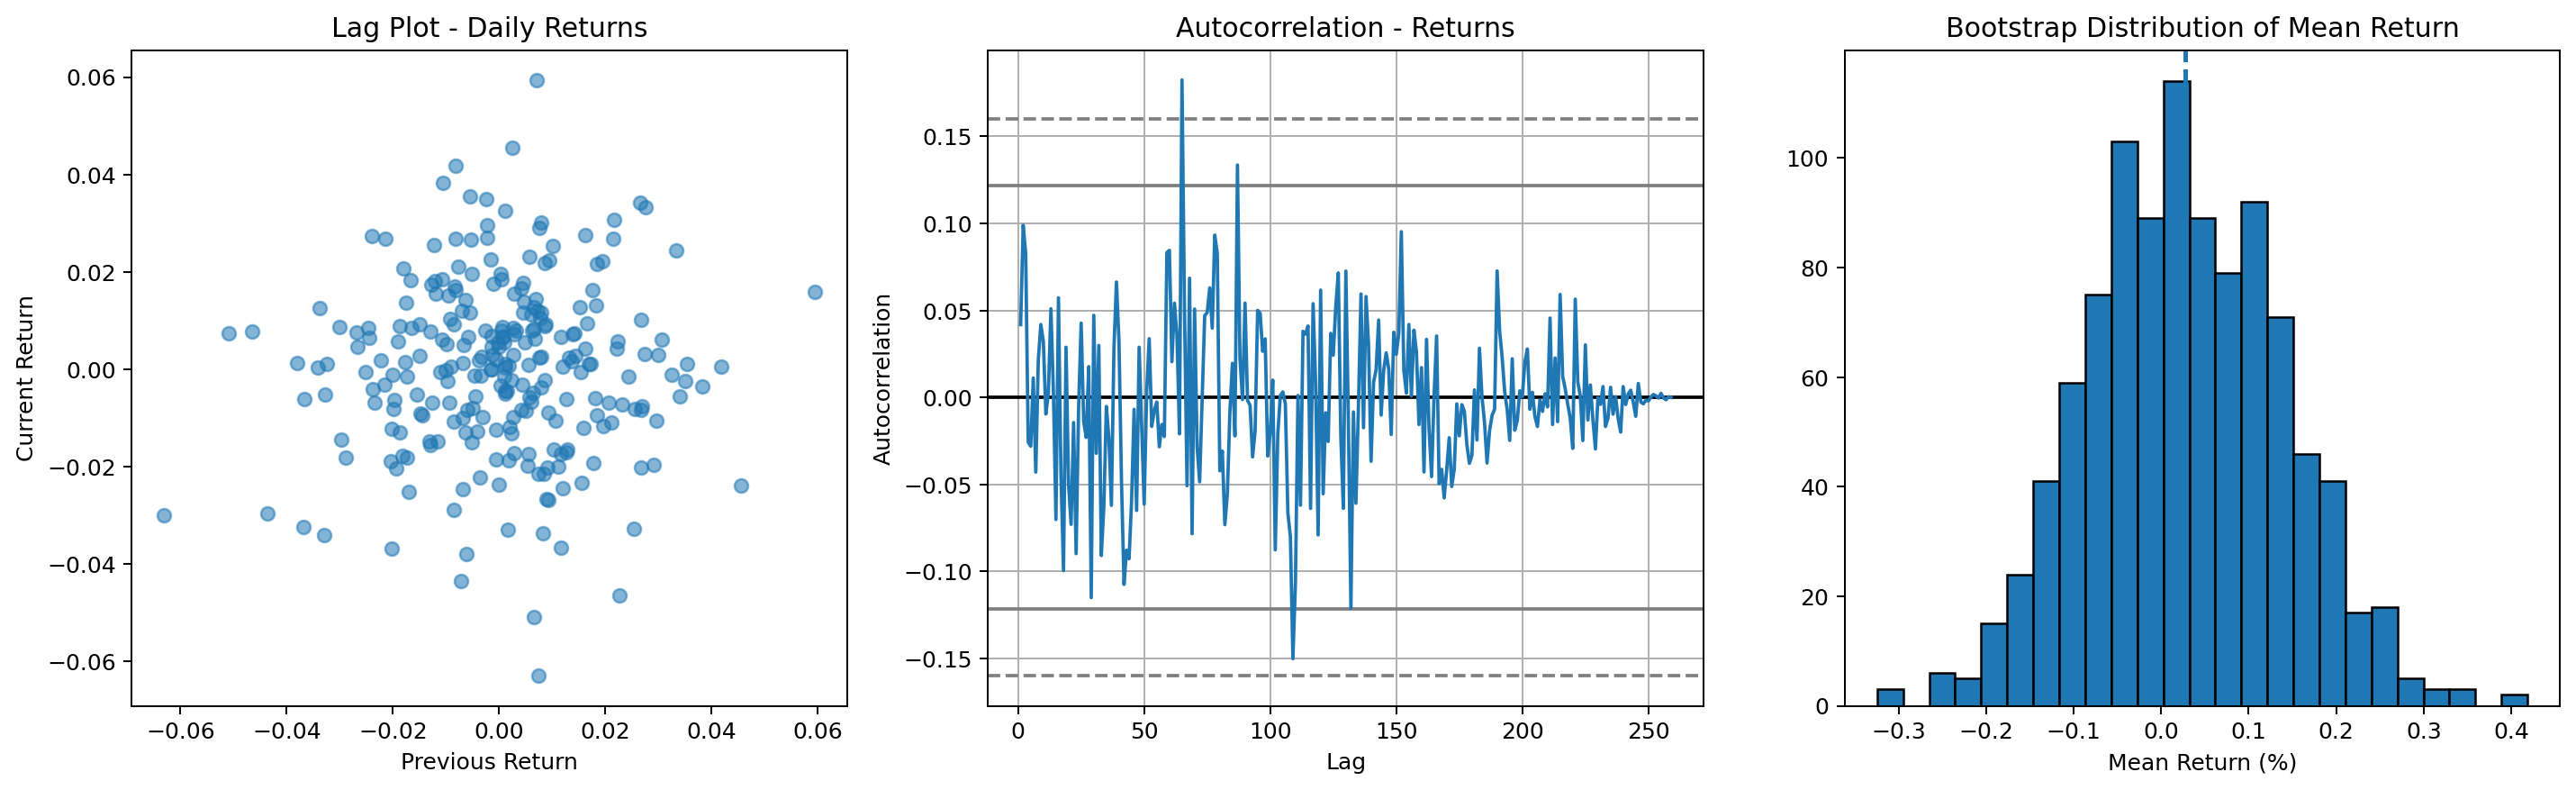 Lag Plot - Daily Returns
0.06
0.04
0.02
0.00
−0.02
−0.04
−0.06
Current Return
−0.06 −0.04 −0.02 0.00 0.02 0.04 0.06
Previous Return
Autocorrelation - Returns
0.15
0.10
0.05
0.00
−0.05
−0.10
−0.15
Autocorrelation
0 50 100 150 200 250
Lag
Bootstrap Distribution of Mean Return
100
80
60
40
20
0
−0.3 −0.2 −0.1 0.0 0.1 0.2 0.3 0.4
Mean Return (%)